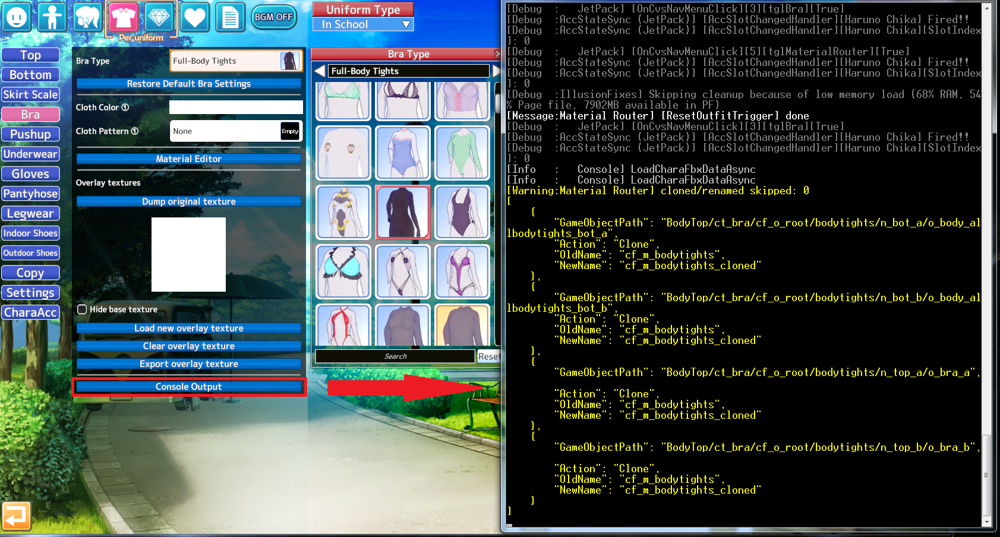 BGM OFF
Per uniform
Uniform Type
In School
Top
Bottom
Skirt Scale
Bra
Pushup
Underwear
Gloves
Pantyhose
Legwear
Indoor Shoes
Outdoor Shoes
Copy
Settings
CharaAcc
Bra Type
Full-Body Tights
Restore Default Bra Settings
Cloth Color ①
Cloth Pattern ①
None
Empty
Material Editor
Overlay textures
Dump original texture
Hide base texture
Load new overlay texture
Clear overlay texture
Export overlay texture
Console Output
Bra Type
Full-Body Tights
Search
Reset
[Debug  :   JetPack] [OnCvsNavMenuClick][3][tglBra][True]
[Debug  :AccStateSync (JetPack)] [AccSlotChangedHandler][Haruno Chika] Fired!!
[Debug  :AccStateSync (JetPack)] [AccSlotChangedHandler][Haruno Chika][SlotIndex
]: 0
[Debug  :   JetPack] [OnCvsNavMenuClick][5][tglMaterialRouter][True]
[Debug  :AccStateSync (JetPack)] [AccSlotChangedHandler][Haruno Chika] Fired!!
[Debug  :AccStateSync (JetPack)] [AccSlotChangedHandler][Haruno Chika][SlotIndex
]: 0
[Debug  :IllusionFixes] Skipping cleanup because of low memory load (68% RAM, 54
% Page file, 7902MB available in PF)
[Message:Material Router] [ResetOutfitTrigger] done
[Debug  :   JetPack] [OnCvsNavMenuClick][3][tglBra][True]
[Debug  :AccStateSync (JetPack)] [AccSlotChangedHandler][Haruno Chika] Fired!!
[Debug  :AccStateSync (JetPack)] [AccSlotChangedHandler][Haruno Chika][SlotIndex
]: 0
[Info   :   Console] LoadCharaFbxDataAsync
[Info   :   Console] LoadCharaFbxDataAsync
[Warning:Material Router] cloned/renamed skipped: 0
[
{
"GameObjectPath": "BodyTop/ct_bra/cf_o_root/bodytights/n_bot_a/o_body_al
lbodytights_bot_a",
"Action": "Clone",
"OldName": "cf_m_bodytights",
"NewName": "cf_m_bodytights_cloned"
},
{
"GameObjectPath": "BodyTop/ct_bra/cf_o_root/bodytights/n_bot_b/o_body_al
lbodytights_bot_b",
"Action": "Clone",
"OldName": "cf_m_bodytights",
"NewName": "cf_m_bodytights_cloned"
},
{
"GameObjectPath": "BodyTop/ct_bra/cf_o_root/bodytights/n_top_a/o_bra_a",
"Action": "Clone",
"OldName": "cf_m_bodytights",
"NewName": "cf_m_bodytights_cloned"
},
{
"GameObjectPath": "BodyTop/ct_bra/cf_o_root/bodytights/n_top_b/o_bra_b",
"Action": "Clone",
"OldName": "cf_m_bodytights",
"NewName": "cf_m_bodytights_cloned"
}
]